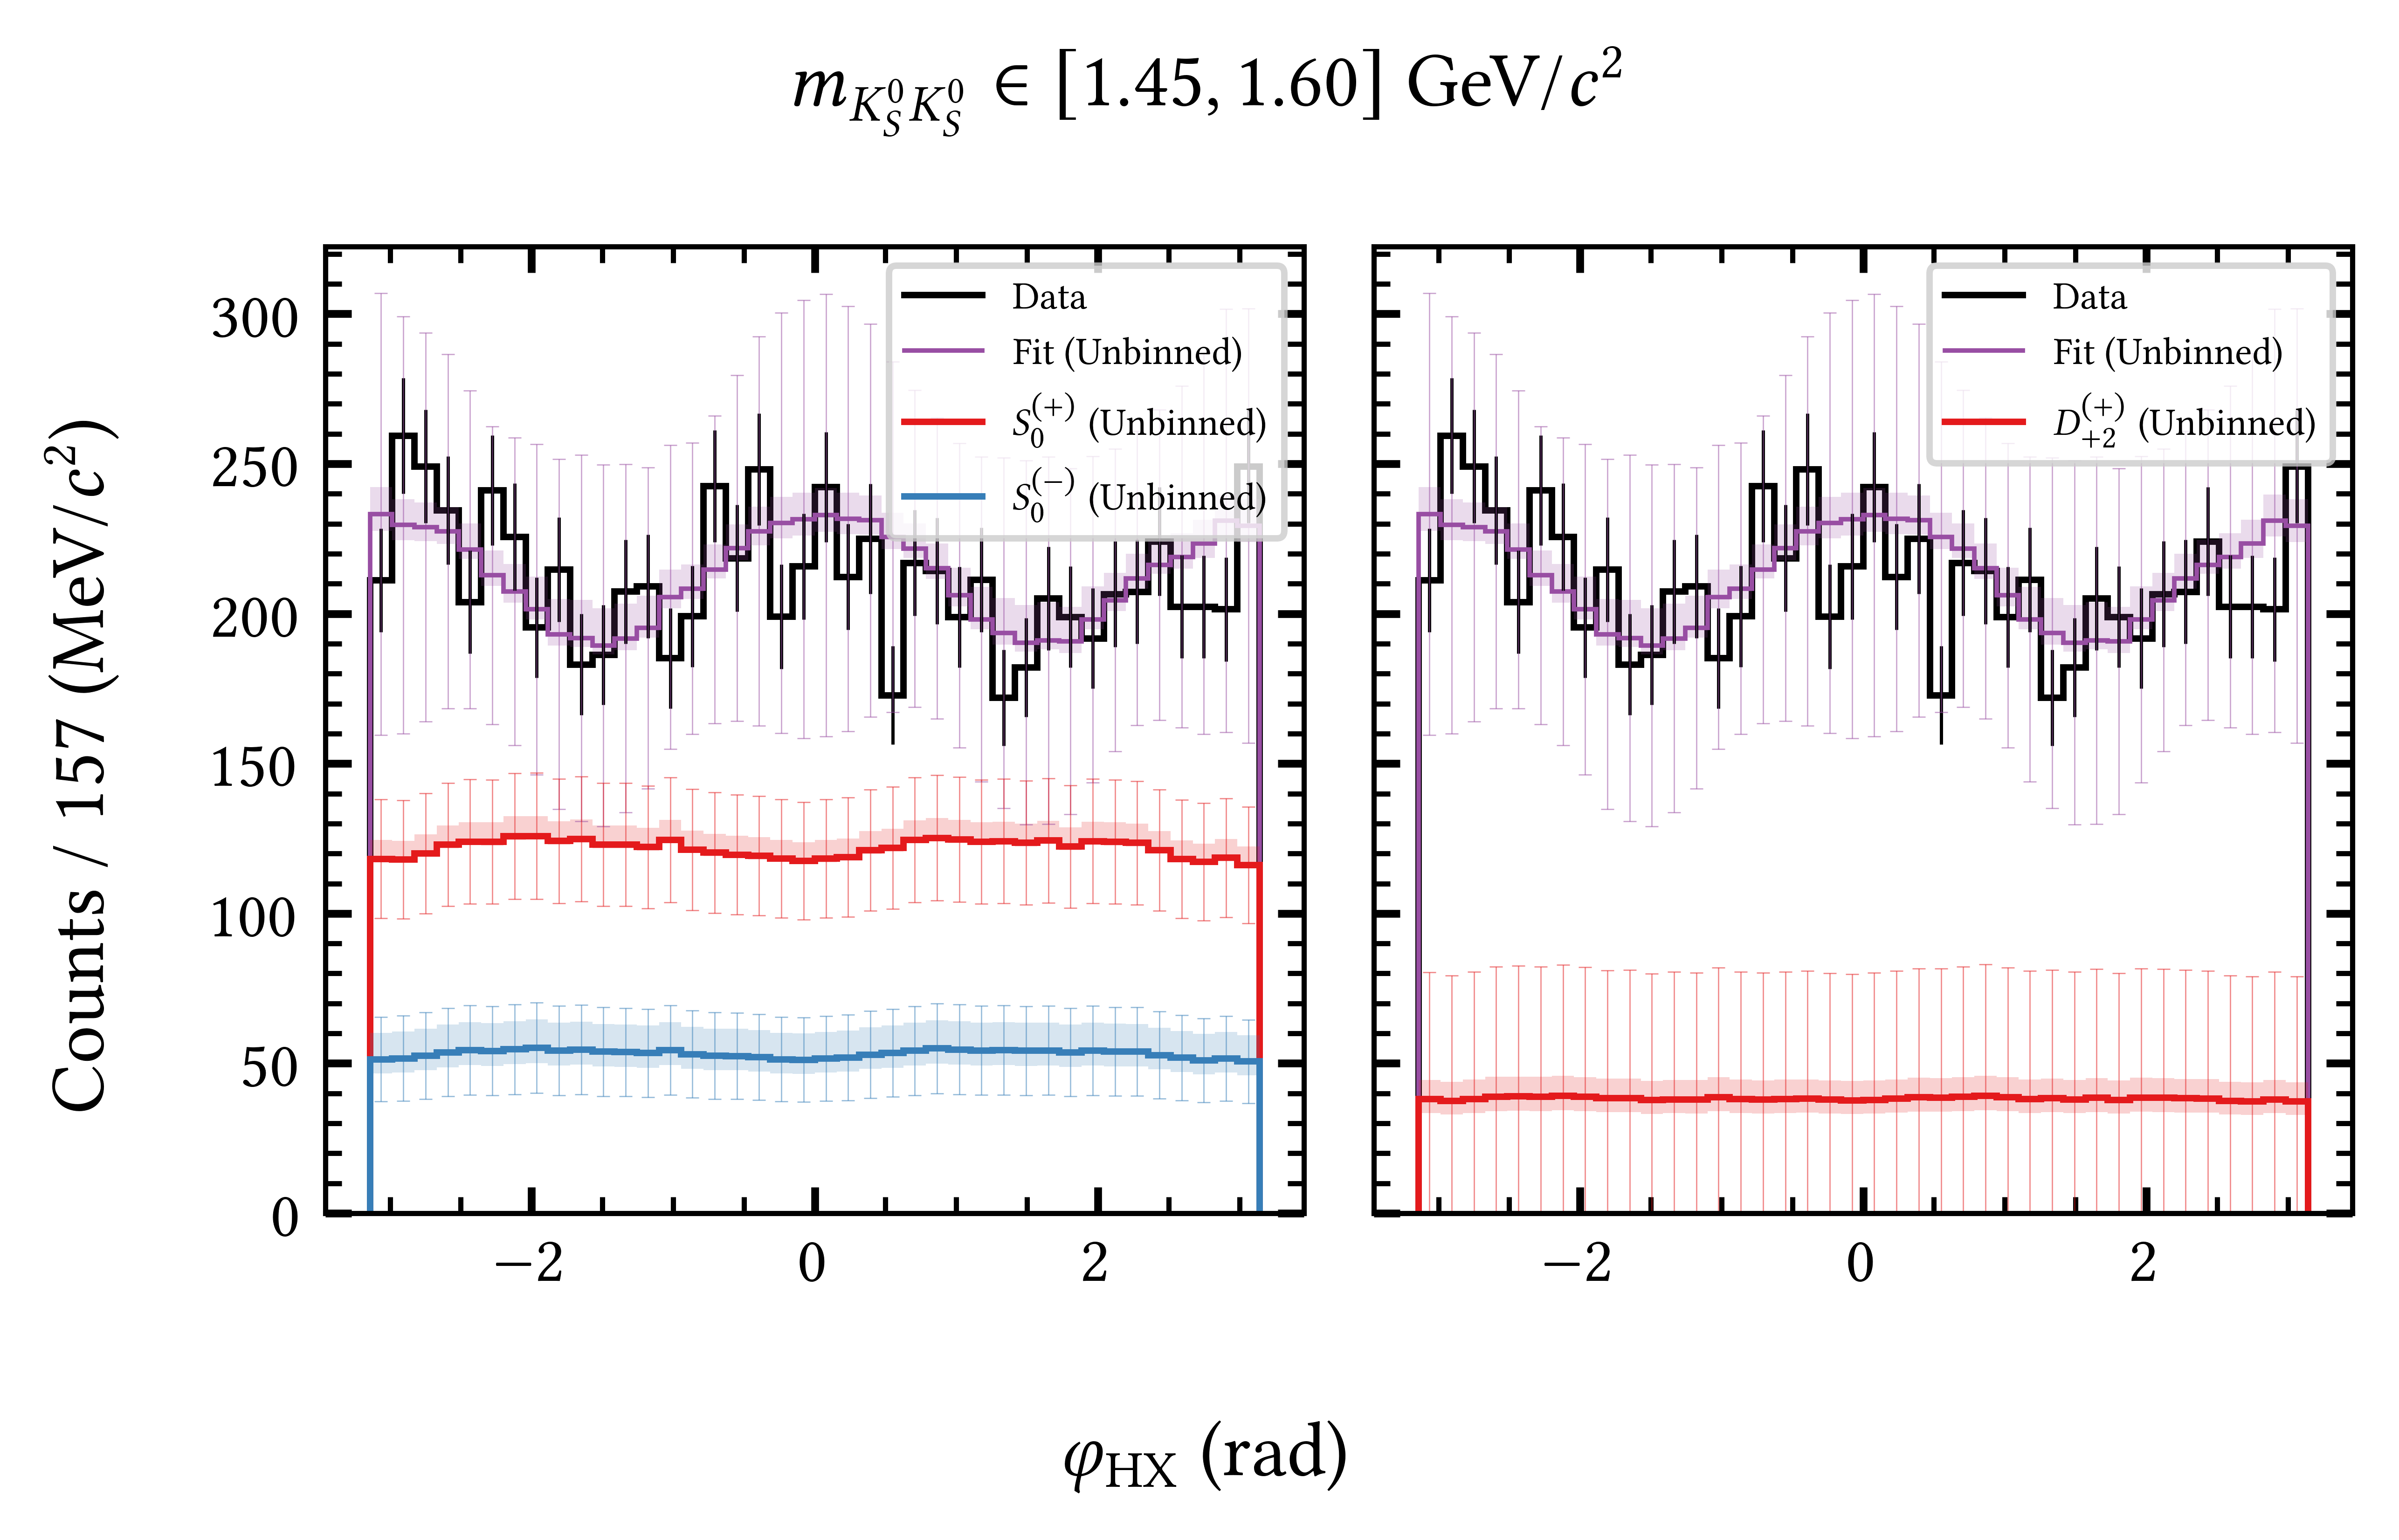 m_{K_S^0 K_S^0} ∈ [1.45, 1.60] GeV/c²
Counts / 157 (MeV/c²)
300
250
200
150
100
50
0
Data
Fit (Unbinned)
S_0^{(+)} (Unbinned)
S_0^{(−)} (Unbinned)
Data
Fit (Unbinned)
D_{+2}^{(+)} (Unbinned)
−2 0 2
−2 0 2
φ_HX (rad)